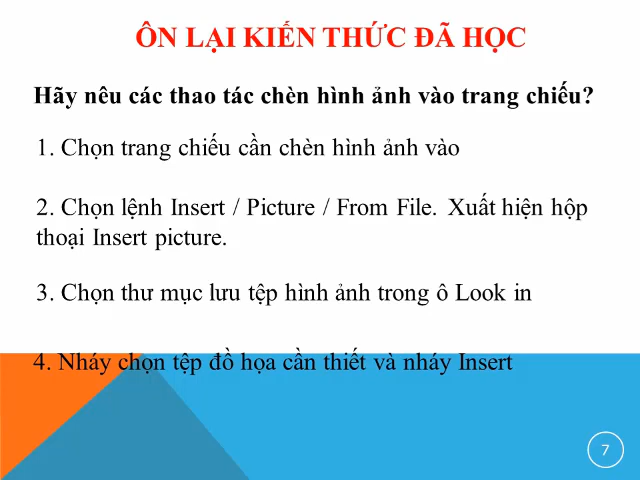 ÔN LẠI KIẾN THỨC ĐÃ HỌC
Hãy nêu các thao tác chèn hình ảnh vào trang chiếu?
1. Chọn trang chiếu cần chèn hình ảnh vào
2. Chọn lệnh Insert / Picture / From File. Xuất hiện hộp
thoại Insert picture.
3. Chọn thư mục lưu tệp hình ảnh trong ô Look in
4. Nháy chọn tệp đồ họa cần thiết và nháy Insert
7